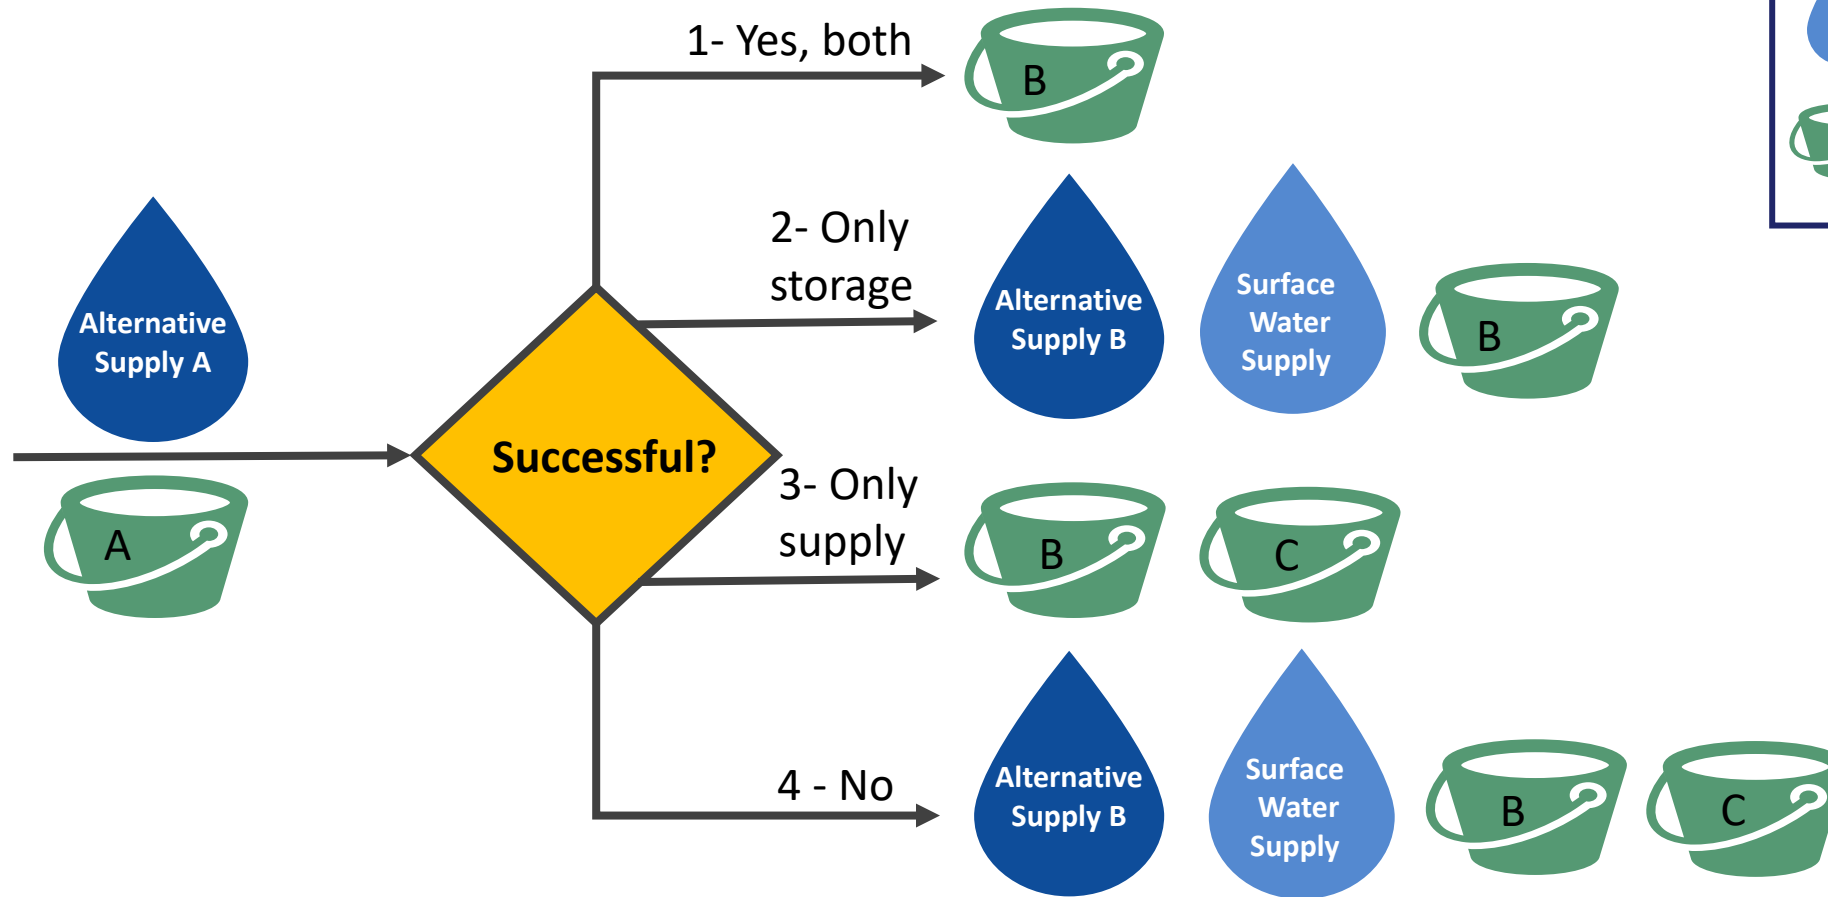 1- Yes, both
B
2- Only
storage
Alternative
Supply B
Surface
Water
Supply
B
Alternative
Supply A
Successful?
A
3- Only
supply
B
C
4 - No
Alternative
Supply B
Surface
Water
Supply
B
C